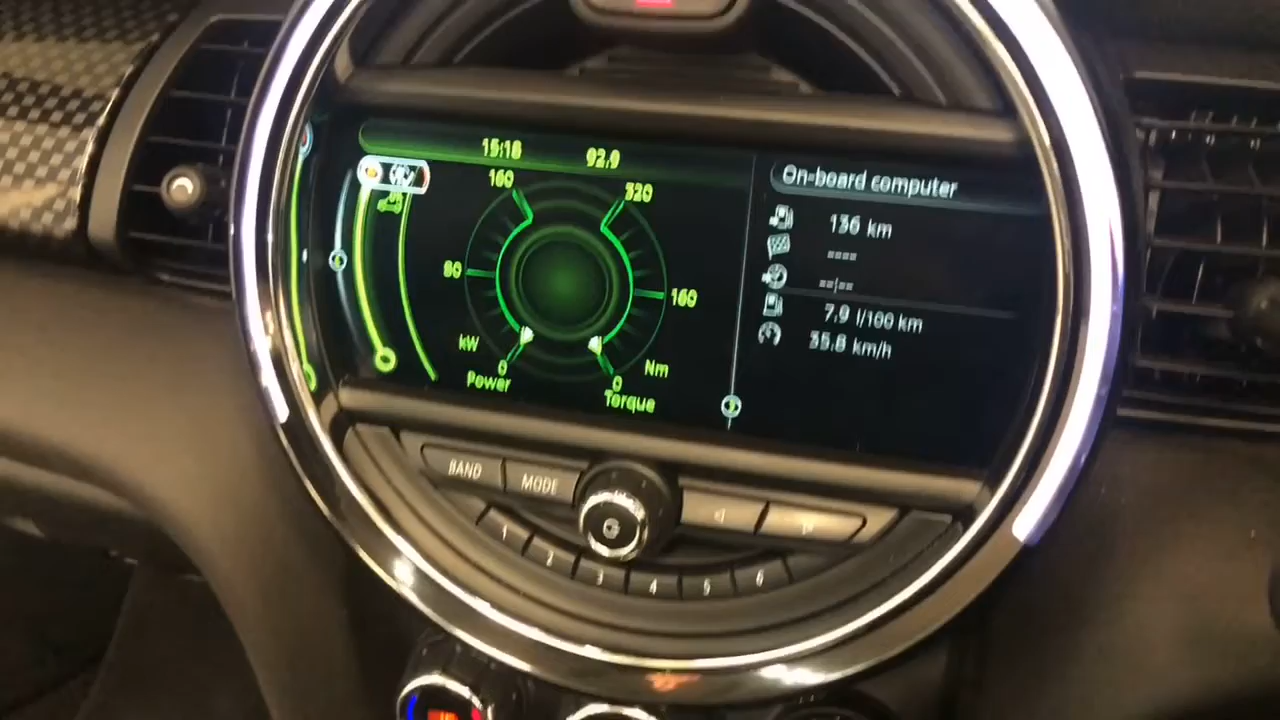 15:18 92.9
160 320
80 160
kW Nm
0 0
Power Torque
On-board computer
136 km
----
--:--
7.9 l/100 km
35.8 km/h
BAND MODE
1 2 3 4 5 6